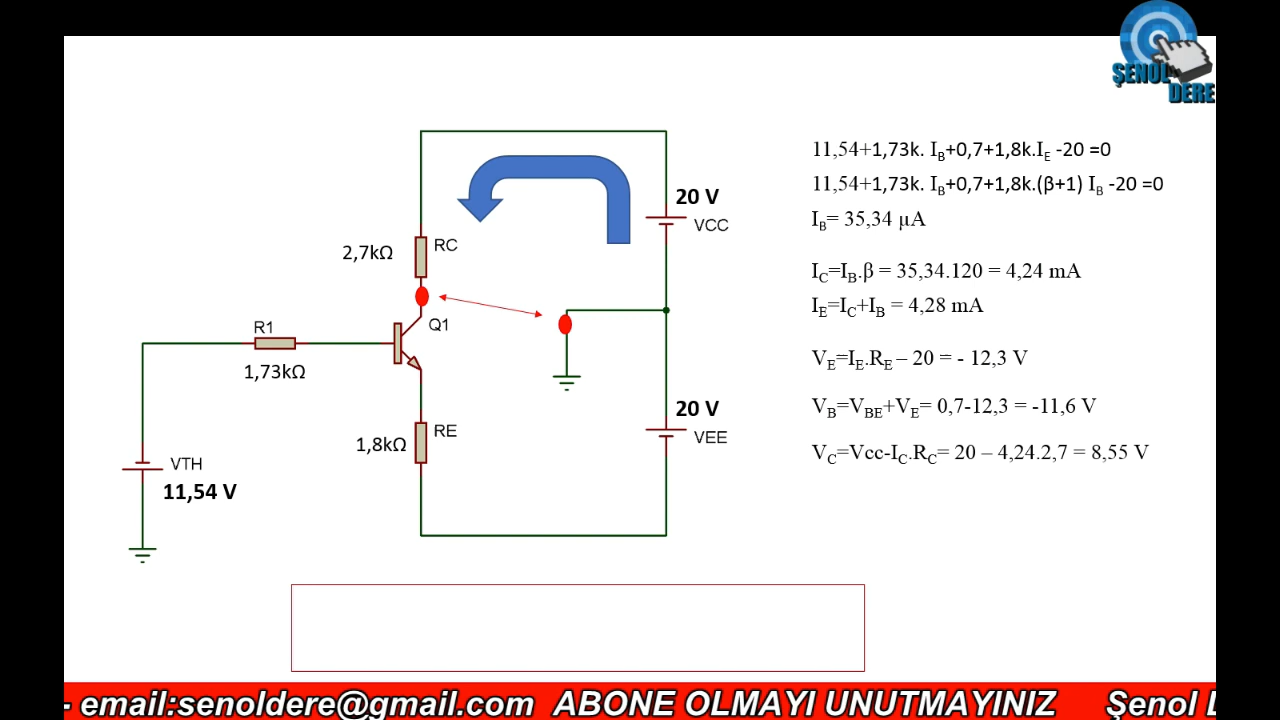 ŞENOL
DERE
11,54+1,73k. IB+0,7+1,8k.IE -20 =0
11,54+1,73k. IB+0,7+1,8k.(β+1) IB -20 =0
IB= 35,34 µA
IC=IB.β = 35,34.120 = 4,24 mA
IE=IC+IB = 4,28 mA
VE=IE.RE – 20 = - 12,3 V
VB=VBE+VE= 0,7-12,3 = -11,6 V
VC=Vcc-IC.RC= 20 – 4,24.2,7 = 8,55 V
20 V
VCC
2,7kΩ
RC
Q1
R1
1,73kΩ
20 V
VEE
1,8kΩ
RE
VTH
11,54 V
- email:senoldere@gmail.com ABONE OLMAYI UNUTMAYINIZ Şenol D